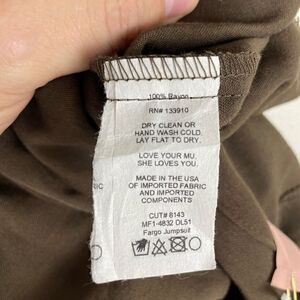 100% Rayon
RN# 133910
DRY CLEAN OR
HAND WASH COLD.
LAY FLAT TO DRY.
LOVE YOUR MU.
SHE LOVES YOU.
MADE IN THE USA
OF IMPORTED FABRIC
AND IMPORTED
COMPONENTS
CUT# 8143
MF1-4832 DL51
Fargo Jumpsuit